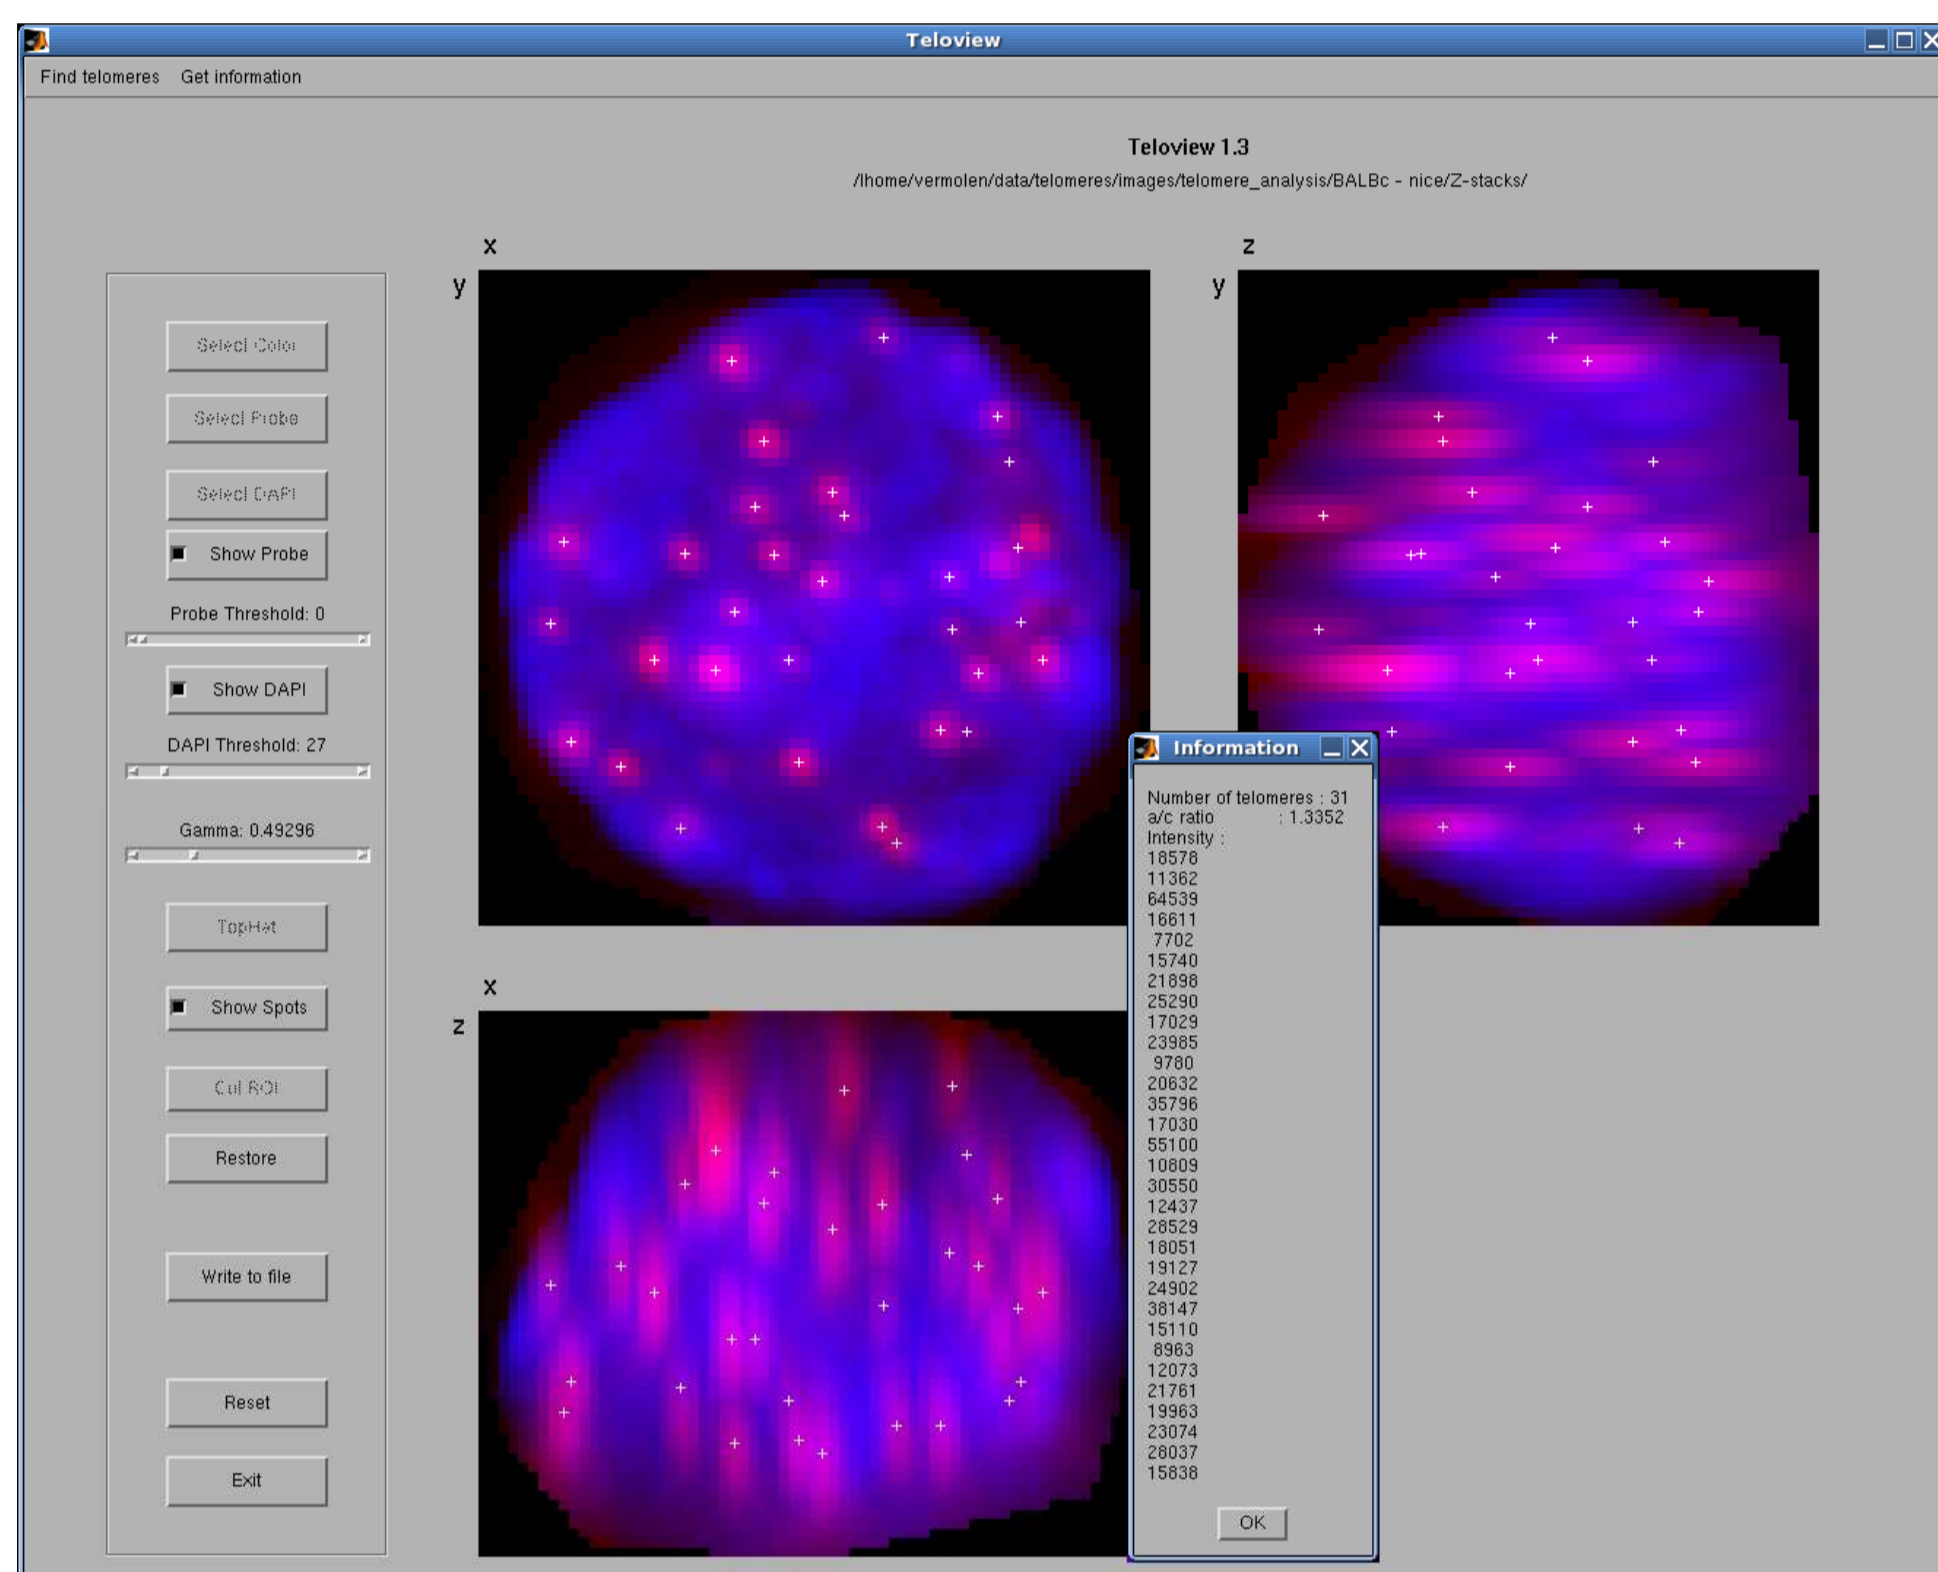 Teloview
Find telomeres Get information
Teloview 1.3
/lhome/vermolen/data/telomeres/images/telomere_analysis/BALBc - nice/Z-stacks/
x
y
z
y
Select Color
Select Probe
Select DAPI
Show Probe
Probe Threshold: 0
Show DAPI
DAPI Threshold: 27
Gamma: 0.49296
TopHat
Show Spots
Cut ROI
Restore
Write to file
Reset
Exit
x
z
Information
Number of telomeres : 31
a/c ratio : 1.3352
Intensity :
18578
11362
64539
16611
7702
15740
21898
25290
17029
23985
9780
20632
35796
17030
55100
10809
30550
12437
28529
18051
19127
24902
38147
15110
8963
12073
21761
19963
23074
28037
15838
OK